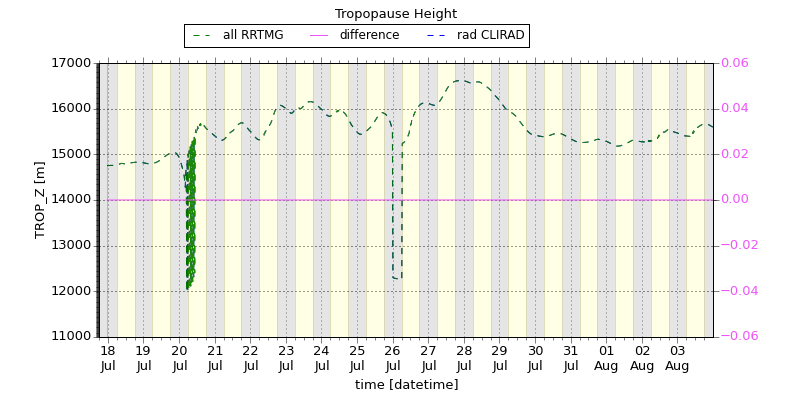 Tropopause Height
all RRTMG difference rad CLIRAD
17000 0.06
16000 0.04
15000 0.02
14000 0.00
13000 −0.02
12000 −0.04
11000 −0.06
TROP_Z [m]
18 19 20 21 22 23 24 25 26 27 28 29 30 31 01 02 03
Jul Jul Jul Jul Jul Jul Jul Jul Jul Jul Jul Jul Jul Jul Aug Aug Aug
time [datetime]